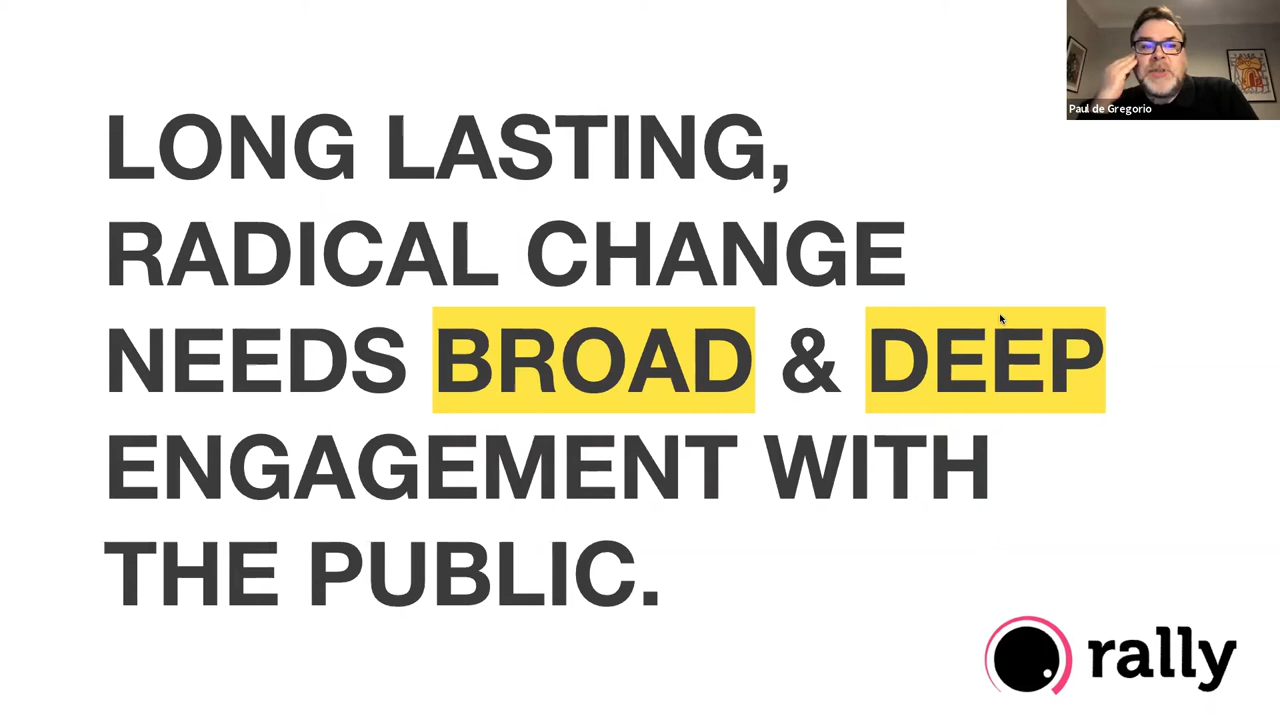 Paul de Gregorio
LONG LASTING,
RADICAL CHANGE
NEEDS BROAD & DEEP
ENGAGEMENT WITH
THE PUBLIC.
rally